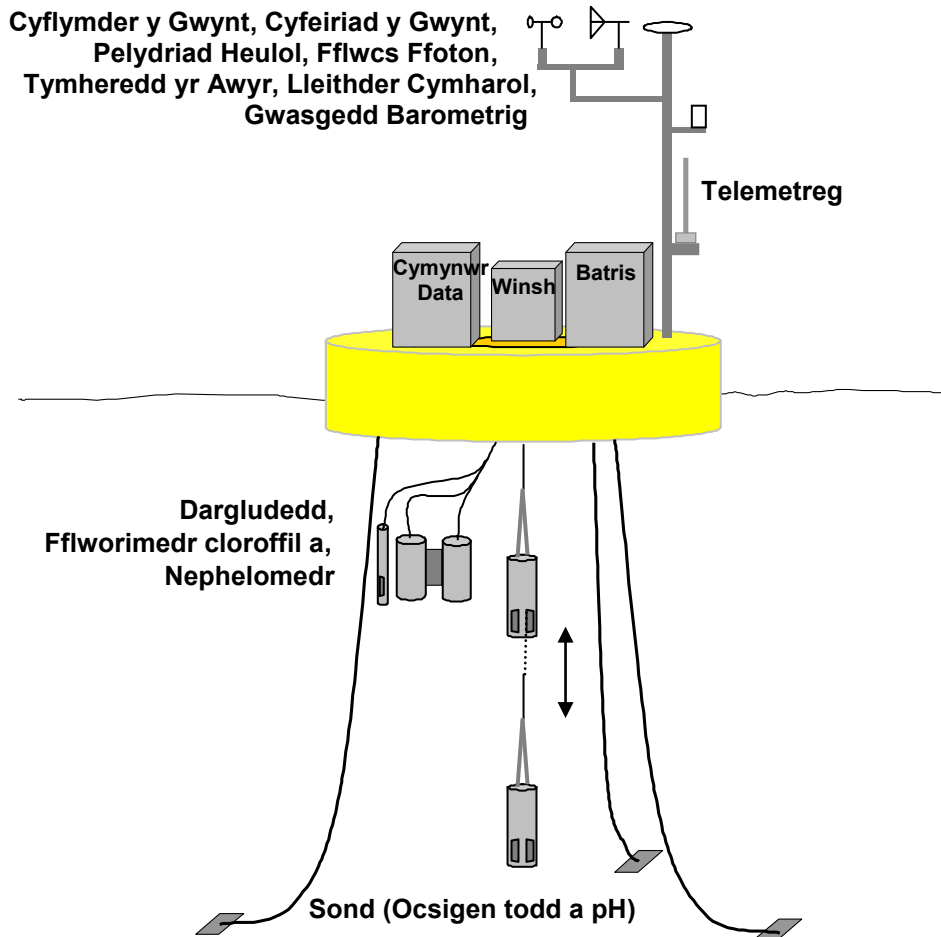 Cyflymder y Gwynt, Cyfeiriad y Gwynt,
Pelydriad Heulol, Fflwcs Ffoton,
Tymheredd yr Awyr, Lleithder Cymharol,
Gwasgedd Barometrig
Telemetreg
Cymynwr
Data
Winsh
Batris
Dargludedd,
Fflworimedr cloroffil a,
Nephelomedr
Sond (Ocsigen todd a pH)